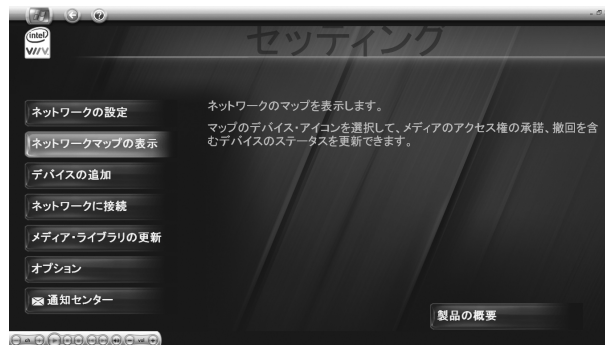 intel
VIIV
セッティング
ネットワークの設定
ネットワークマップの表示
デバイスの追加
ネットワークに接続
メディア・ライブラリの更新
オプション
通知センター
ネットワークのマップを表示します。
マップのデバイス・アイコンを選択して、メディアのアクセス権の承諾、撤回を含
むデバイスのステータスを更新できます。
製品の概要
ch
vol